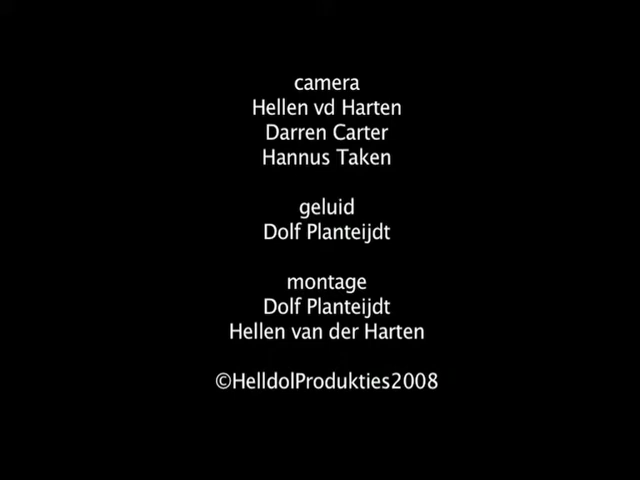 camera
Hellen vd Harten
Darren Carter
Hannus Taken
geluid
Dolf Planteijdt
montage
Dolf Planteijdt
Hellen van der Harten
©HelldolProdukties2008